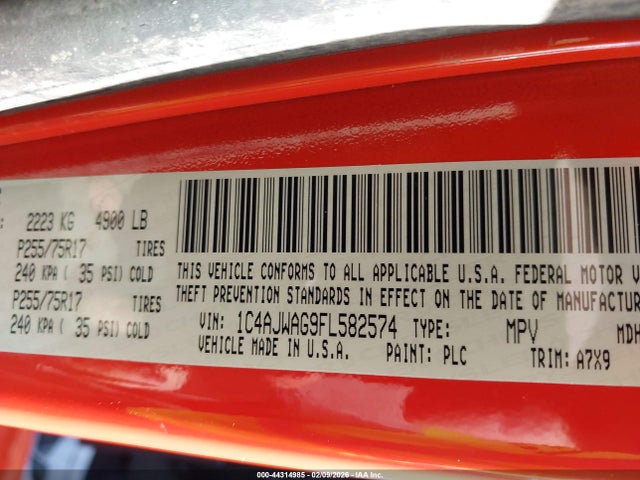 2223 KG 4900 LB
P255/75R17 TIRES
240 KPA ( 35 PSI) COLD
P255/75R17 TIRES
240 KPA ( 35 PSI) COLD
THIS VEHICLE CONFORMS TO ALL APPLICABLE U.S.A. FEDERAL MOTOR V
THEFT PREVENTION STANDARDS IN EFFECT ON THE DATE OF MANUFACTUR
VIN: 1C4AJWAG9FL582574 TYPE: MPV MDH
VEHICLE MADE IN U.S.A. PAINT: PLC TRIM: A7X9
000-44314985 - 02/09/2026 - IAA Inc.